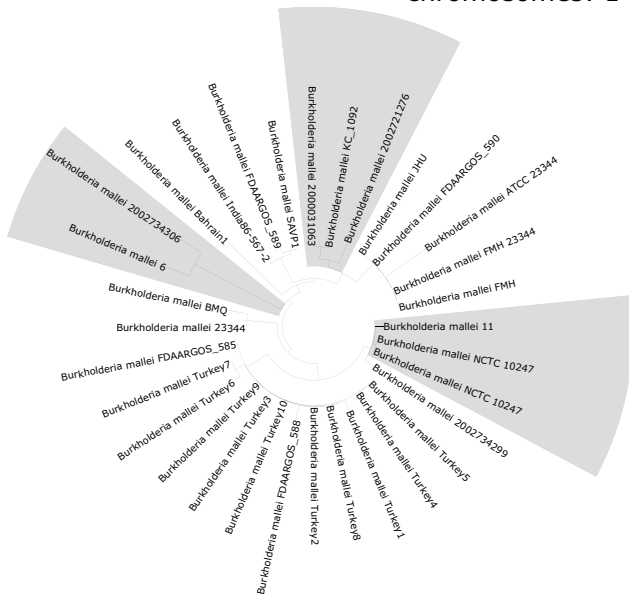 Burkholderia mallei 2000031063
Burkholderia mallei KC_1092
Burkholderia mallei 2002721276
Burkholderia mallei JHU
Burkholderia mallei FDAARGOS_590
Burkholderia mallei ATCC 23344
Burkholderia mallei FMH 23344
Burkholderia mallei FMH
Burkholderia mallei 11
Burkholderia mallei NCTC 10247
Burkholderia mallei NCTC 10247
Burkholderia mallei 2002734299
Burkholderia mallei Turkey5
Burkholderia mallei Turkey4
Burkholderia mallei Turkey1
Burkholderia mallei Turkey8
Burkholderia mallei Turkey2
Burkholderia mallei FDAARGOS_588
Burkholderia mallei Turkey10
Burkholderia mallei Turkey3
Burkholderia mallei Turkey9
Burkholderia mallei Turkey6
Burkholderia mallei Turkey7
Burkholderia mallei FDAARGOS_585
Burkholderia mallei 23344
Burkholderia mallei BMQ
Burkholderia mallei 6
Burkholderia mallei 2002734306
Burkholderia mallei Bahrain1
Burkholderia mallei India86-567-2
Burkholderia mallei FDAARGOS_589
Burkholderia mallei SAVP1